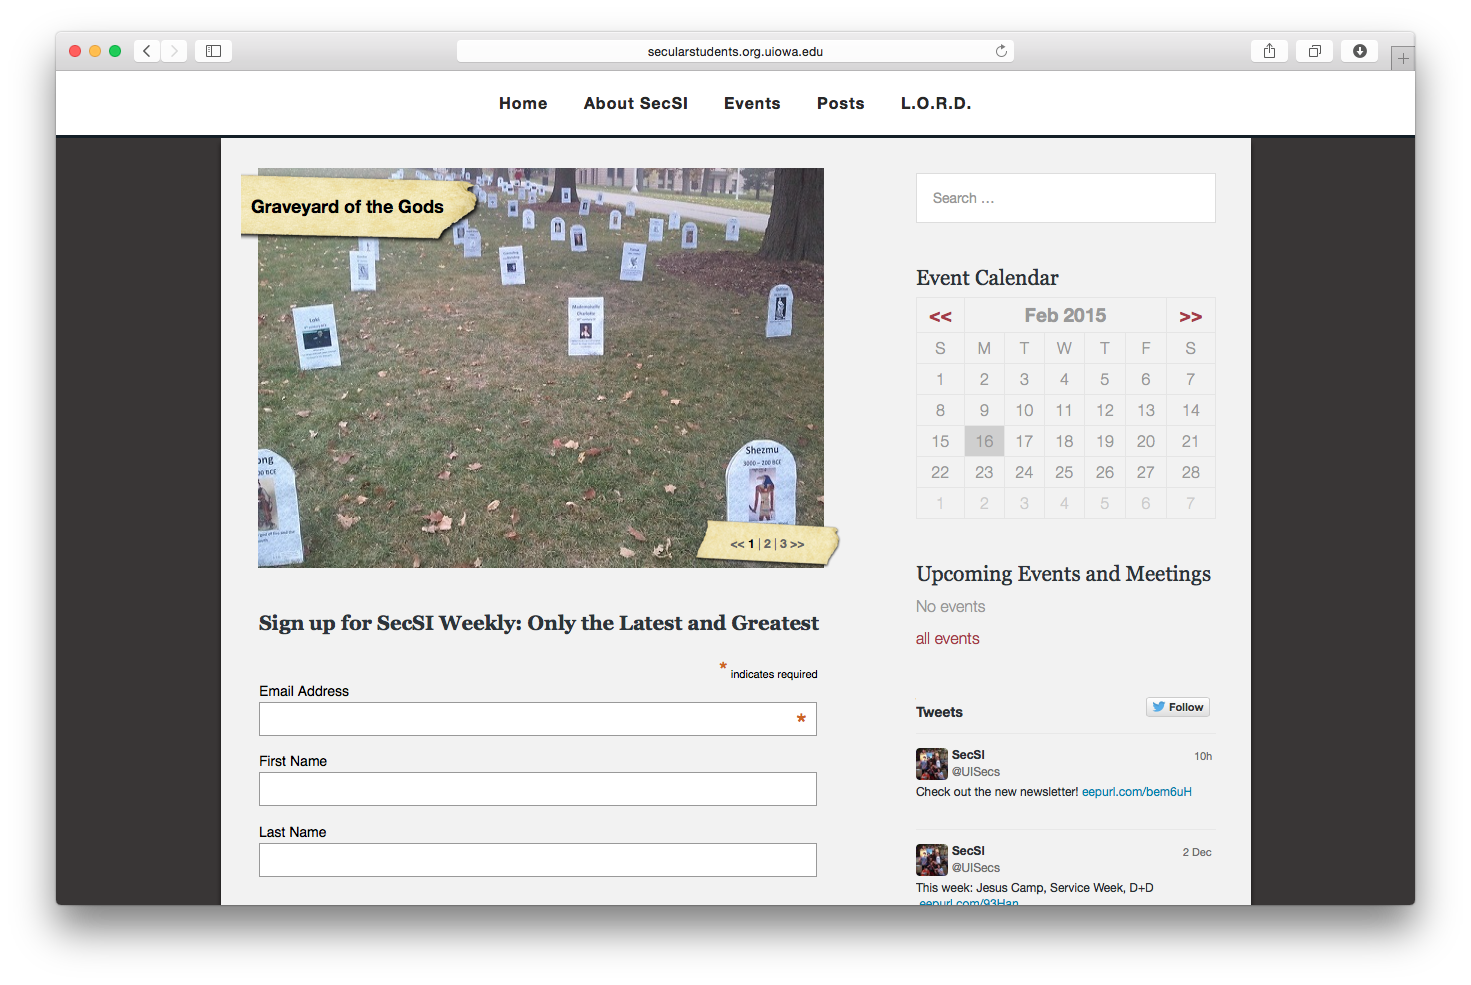 secularstudents.org.uiowa.edu
Home About SecSI Events Posts L.O.R.D.
Graveyard of the Gods
Loki
Mademoiselle
Charlotte
Shezmu
3000 – 200 BCE
ong
00 BCE
<< 1 | 2 | 3 >>
Sign up for SecSI Weekly: Only the Latest and Greatest
* indicates required
Email Address
*
First Name
Last Name
Search ...
Event Calendar
<< Feb 2015 >>
S M T W T F S
1 2 3 4 5 6 7
8 9 10 11 12 13 14
15 16 17 18 19 20 21
22 23 24 25 26 27 28
1 2 3 4 5 6 7
Upcoming Events and Meetings
No events
all events
Tweets Follow
SecSI 10h
@UISecs
Check out the new newsletter! eepurl.com/bem6uH
SecSI 2 Dec
@UISecs
This week: Jesus Camp, Service Week, D+D
eepurl.com/93Han